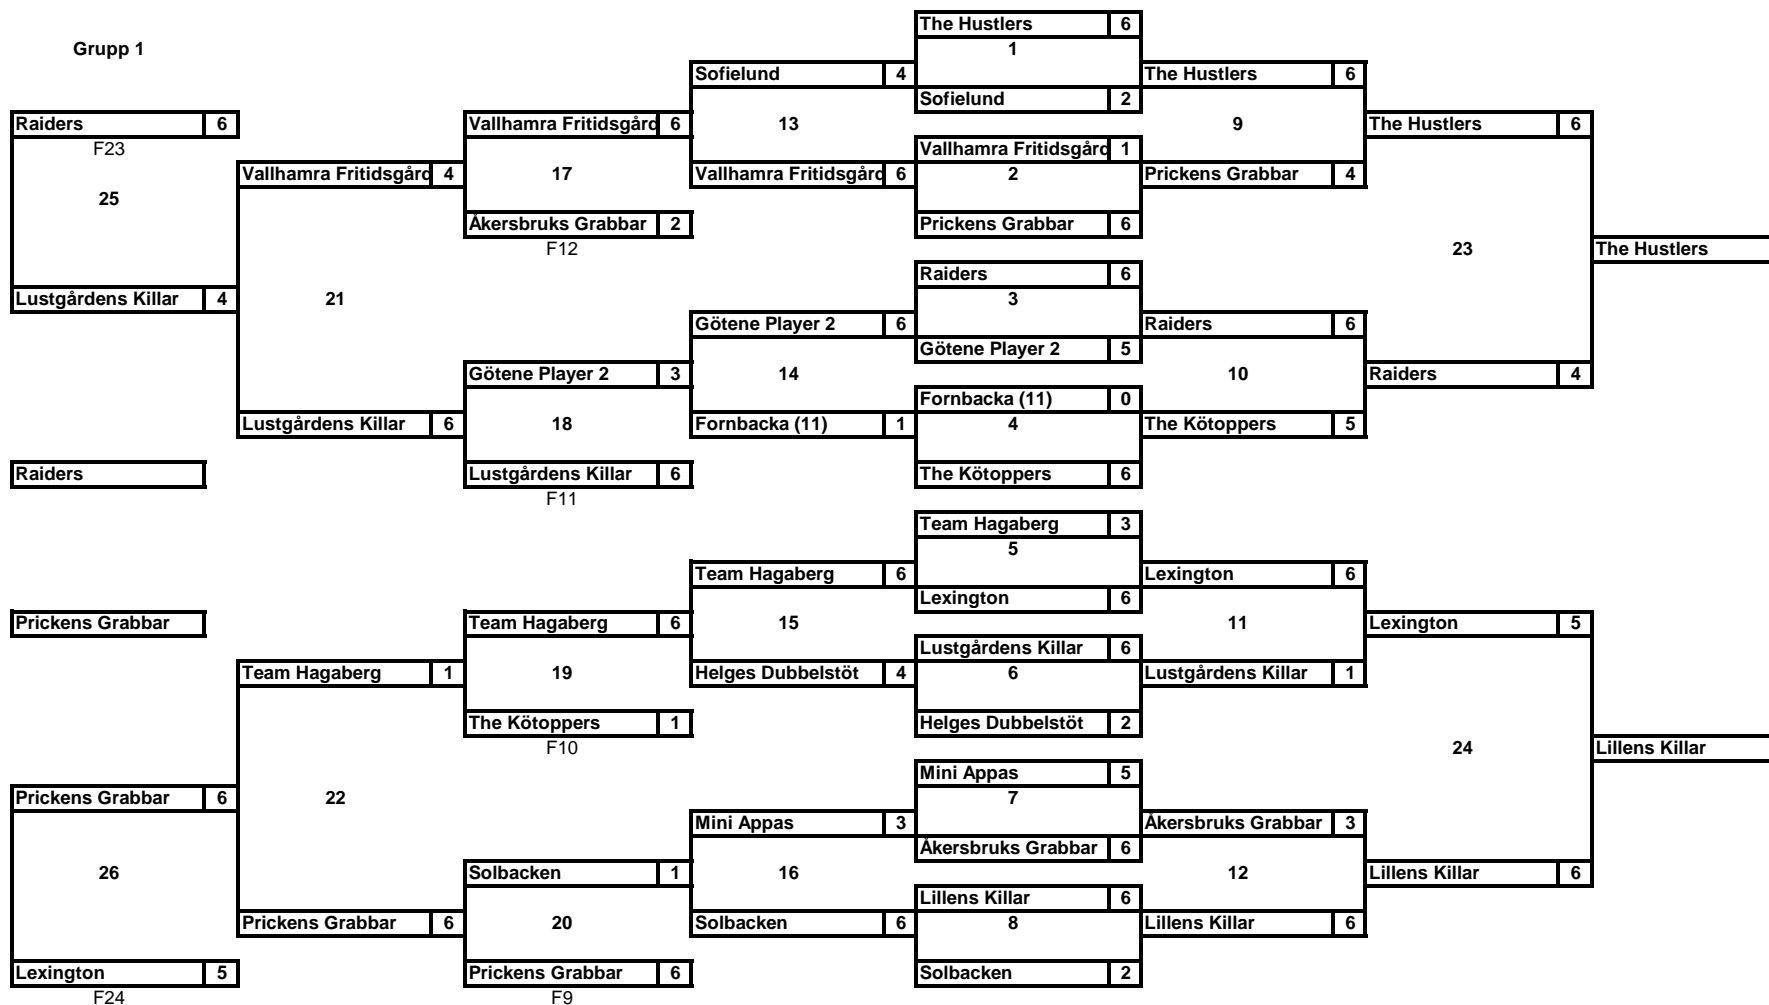 The Hustlers 6
Grupp 1 1
Sofielund 4 The Hustlers 6
Sofielund 2
Raiders 6 Vallhamra Fritidsgård 6 13 9 The Hustlers 6
F23 Vallhamra Fritidsgård 1
Vallhamra Fritidsgård 4 17 Vallhamra Fritidsgård 6 2 Prickens Grabbar 4
25
Åkersbruks Grabbar 2 Prickens Grabbar 6
F12 23 The Hustlers
Raiders 6
Lustgårdens Killar 4 21 3
Götene Player 2 6 Raiders 6
Götene Player 2 5
Götene Player 2 3 14 10 Raiders 4
Fornbacka (11) 0
Lustgårdens Killar 6 18 Fornbacka (11) 1 4 The Kötoppers 5
Raiders Lustgårdens Killar 6 The Kötoppers 6
F11
Team Hagaberg 3
5
Team Hagaberg 6 Lexington 6
Lexington 6
Prickens Grabbar Team Hagaberg 6 15 11 Lexington 5
Lustgårdens Killar 6
Team Hagaberg 1 19 Helges Dubbelstöt 4 6 Lustgårdens Killar 1
The Kötoppers 1 Helges Dubbelstöt 2
F10 24 Lillens Killar
Mini Appas 5
Prickens Grabbar 6 22 7
Mini Appas 3 Åkersbruks Grabbar 3
Åkersbruks Grabbar 6
26 Solbacken 1 16 12 Lillens Killar 6
Lillens Killar 6
Prickens Grabbar 6 20 Solbacken 6 8 Lillens Killar 6
Lexington 5 Prickens Grabbar 6 Solbacken 2
F24 F9